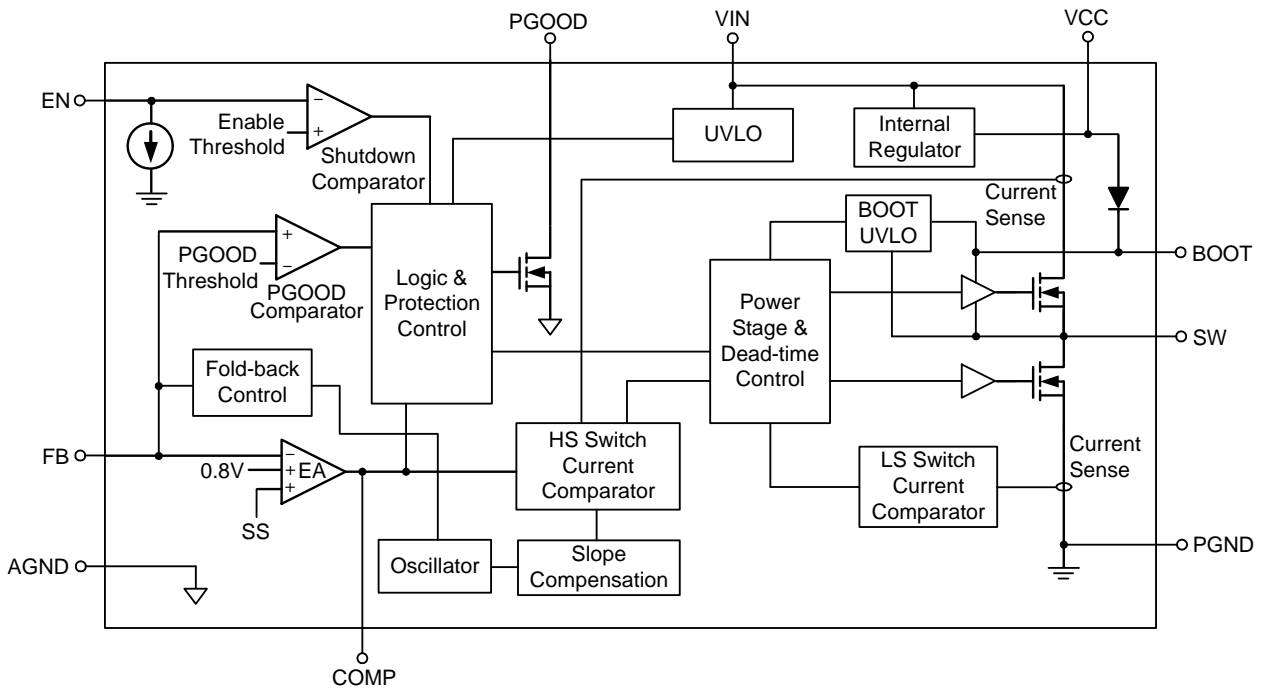 PGOOD
VIN
VCC
EN
−
+
Enable
Threshold
Shutdown
Comparator
UVLO
Internal
Regulator
Current
Sense
BOOT
UVLO
BOOT
+
−
PGOOD
Threshold
PGOOD
Comparator
Logic &
Protection
Control
Power
Stage &
Dead-time
Control
SW
Fold-back
Control
FB
−
0.8V
+
EA
+
SS
HS Switch
Current
Comparator
LS Switch
Current
Comparator
Current
Sense
AGND
Oscillator
Slope
Compensation
PGND
COMP